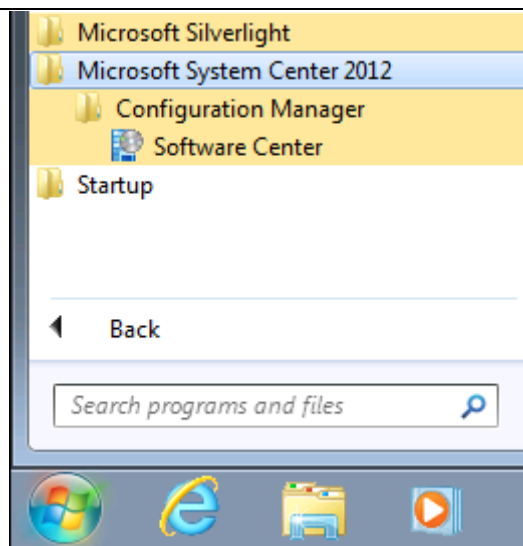 Microsoft Silverlight
Microsoft System Center 2012
Configuration Manager
Software Center
Startup
Back
Search programs and files